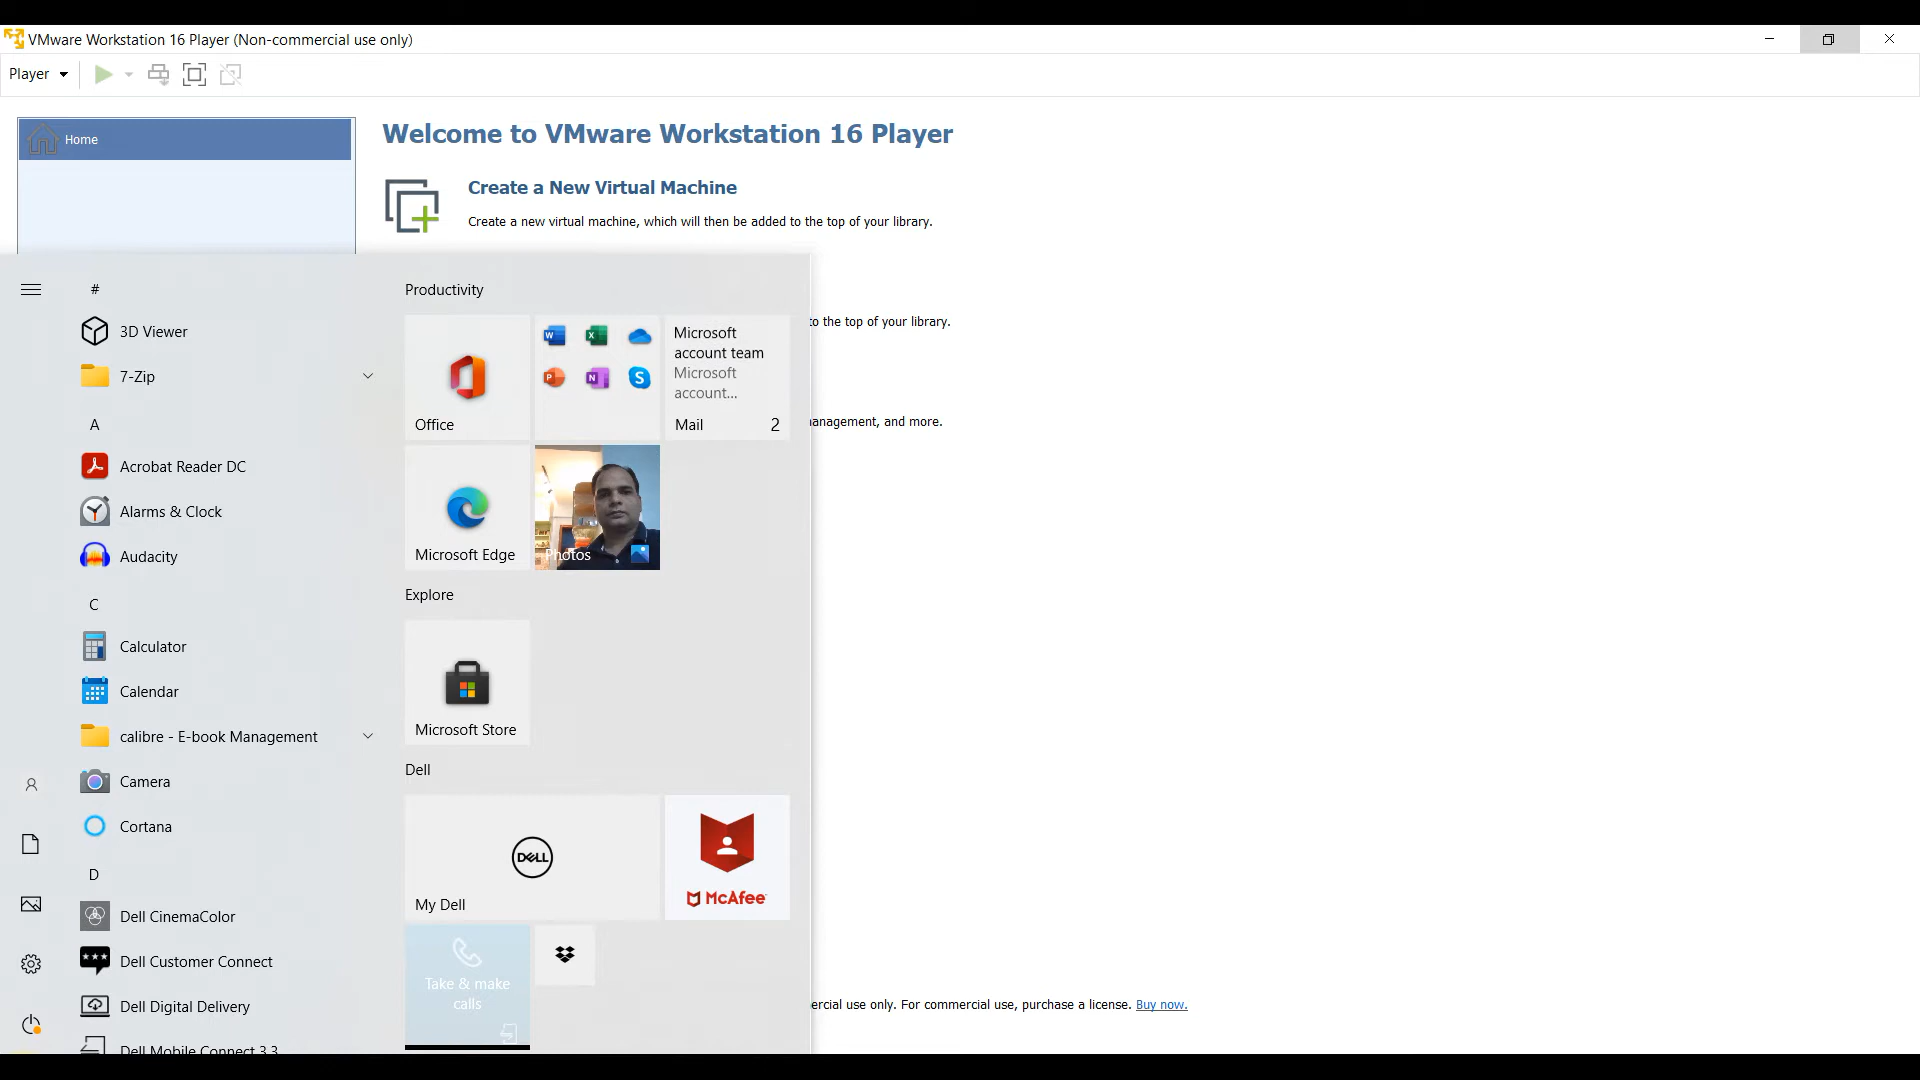 VMware Workstation 16 Player (Non-commercial use only)
Player
Home
Welcome to VMware Workstation 16 Player
Create a New Virtual Machine
Create a new virtual machine, which will then be added to the top of your library.
to the top of your library.
anagement, and more.
ercial use only. For commercial use, purchase a license. Buy now.
#
3D Viewer
7-Zip
A
Acrobat Reader DC
Alarms & Clock
Audacity
C
Calculator
Calendar
calibre - E-book Management
Camera
Cortana
D
Dell CinemaColor
Dell Customer Connect
Dell Digital Delivery
Dell Mobile Connect 3.3
Productivity
Office
Microsoft
account team
Microsoft
account...
Mail 2
Microsoft Edge
Photos
Explore
Microsoft Store
Dell
DELL
My Dell
McAfee
Take & make
calls